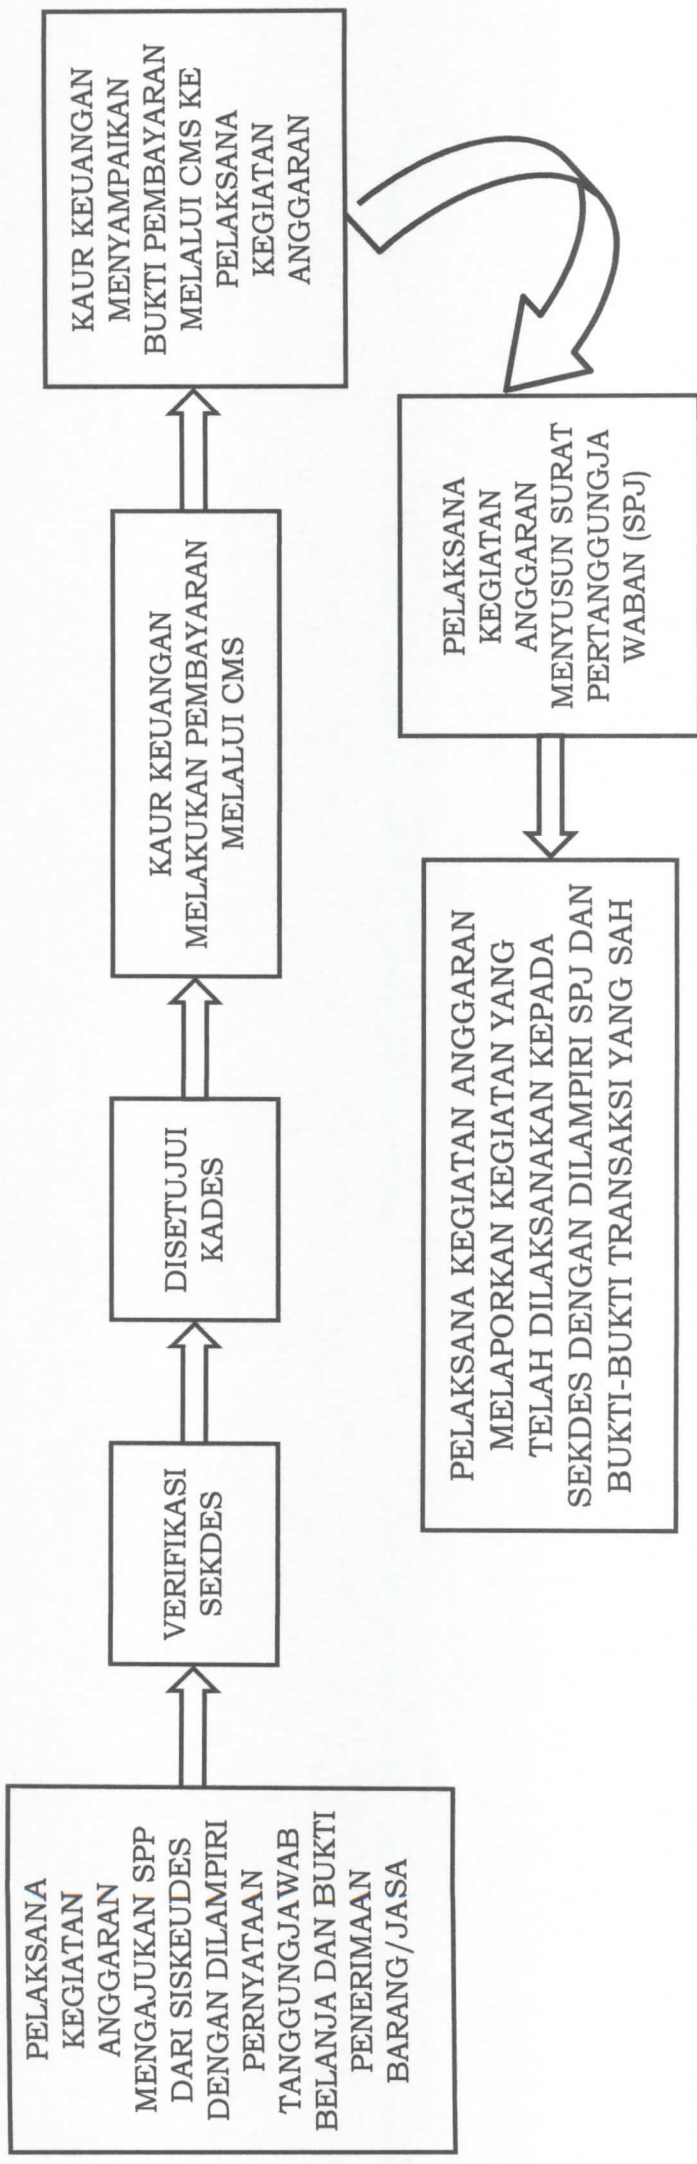 PELAKSANA
KEGIATAN
ANGGARAN
MENGAJUKAN SPP
DARI SISKEUDES
DENGAN DILAMPIRI
PERNYATAAN
TANGGUNGJAWAB
BELANJA DAN BUKTI
PENERIMAAN
BARANG/JASA
VERIFIKASI
SEKDES
DISETUJUI
KADES
KAUR KEUANGAN
MELAKUKAN PEMBAYARAN
MELALUI CMS
KAUR KEUANGAN
MENYAMPAIKAN
BUKTI PEMBAYARAN
MELALUI CMS KE
PELAKSANA
KEGIATAN
ANGGARAN
PELAKSANA
KEGIATAN
ANGGARAN
MENYUSUN SURAT
PERTANGGUNGJA
WABAN (SPJ)
PELAKSANA KEGIATAN ANGGARAN
MELAPORKAN KEGIATAN YANG
TELAH DILAKSANAKAN KEPADA
SEKDES DENGAN DILAMPIRI SPJ DAN
BUKTI-BUKTI TRANSAKSI YANG SAH